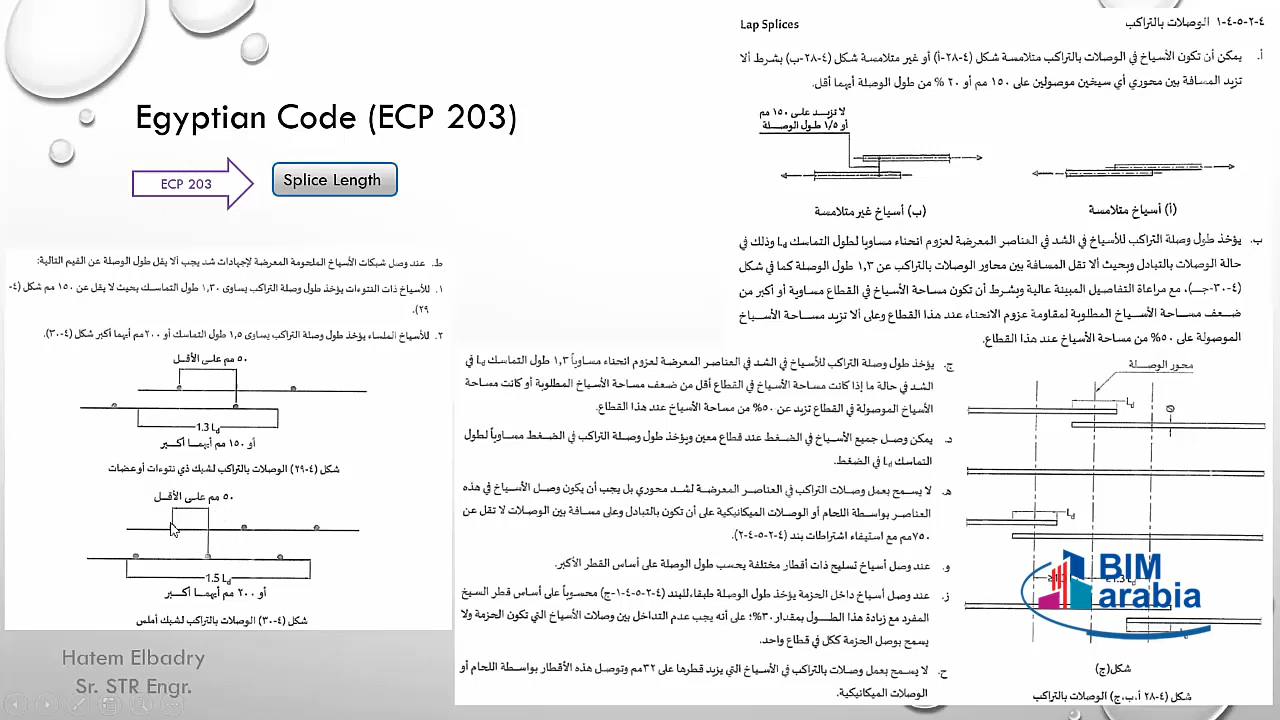 Egyptian Code (ECP 203)
ECP 203
Splice Length
٤-٢-٥-٤-١ الوصلات بالتراكب
Lap Splices
أ. يمكن أن تكون الأسياخ في الوصلات بالتراكب متلامسة شكل (٤-٢٨-أ) أو غير متلامسة شكل (٤-٢٨-ب) بشرط ألا
تزيد المسافة بين محوري أي سيخين موصولين على ١٥٠ مم أو ٢٠ % من طول الوصلة أيهما أقل.
لا تزيد على ١٥٠ مم
أو ١/٥ طول الوصلة
(أ) أسياخ متلامسة
(ب) أسياخ غير متلامسة
ب. يؤخذ طول وصلة التراكب للأسياخ في الشد في العناصر المعرضة لعزوم انحناء مساويا لطول التماسك Ld وذلك في
حالة الوصلات بالتبادل وبحيث ألا تقل المسافة بين محاور الوصلات بالتراكب عن ١,٣ طول الوصلة كما في شكل
(٤-٣٠-جـ)، مع مراعاة التفاصيل المبينة عالية وبشرط أن تكون مساحة الأسياخ في القطاع مساوية أو أكبر من
ضعف مساحة الأسياخ المطلوبة لمقاومة عزوم الانحناء عند هذا القطاع وعلى ألا تزيد مساحة الأسياخ
الموصولة على ٥٠% من مساحة الأسياخ عند هذا القطاع.
ج. يؤخذ طول وصلة التراكب للأسياخ في الشد في العناصر المعرضة لعزوم انحناء مساوياً ١,٣ طول التماسك Ld في
الشد في حالة ما إذا كانت مساحة الأسياخ في القطاع أقل من ضعف مساحة الأسياخ المطلوبة أو كانت مساحة
الأسياخ الموصولة في القطاع تزيد عن ٥٠% من مساحة الأسياخ عند هذا القطاع.
د. يمكن وصل جميع الأسياخ في الضغط عند قطاع معين ويؤخذ طول وصلة التراكب في الضغط مساوياً لطول
التماسك Ld في الضغط.
هـ. لا يسمح بعمل وصلات التراكب في العناصر المعرضة لشد محوري بل يجب أن يكون وصل الأسياخ في هذه
العناصر بواسطة اللحام أو الوصلات الميكانيكية على أن تكون بالتبادل وعلى مسافة بين الوصلات لا تقل عن
٧٥٠مم مع استيفاء اشتراطات بند (٤-٢-٥-٤-٢).
و. عند وصل أسياخ تسليح ذات أقطار مختلفة يحسب طول الوصلة على أساس القطر الأكبر.
ز. عند وصل أسياخ داخل الحزمة يؤخذ طول الوصلة طبقا، للبند (٤-٢-٥-٤-١-ج) محسوباً على أساس قطر السيخ
المفرد مع زيادة هذا الطول بمقدار ٣٠%؛ على أنه يجب عدم التداخل بين وصلات الأسياخ التي تكون الحزمة ولا
يسمح بوصل الحزمة ككل في قطاع واحد.
ح. لا يسمح بعمل وصلات بالتراكب في الأسياخ التي يزيد قطرها على ٣٢مم وتوصل هذه الأقطار بواسطة اللحام أو
الوصلات الميكانيكية.
محور الوصلة
Ld
Ld
1.3Ld
شكل(ج)
شكل (٤-٢٨ أ،ب،ج) الوصلات بالتراكب
BIM
arabia
ط. عند وصل شبكات الأسياخ الملحومة المعرضة لإجهادات شد يجب ألا يقل طول الوصلة عن القيم التالية:
١. للأسياخ ذات النتوءات يؤخذ طول وصلة التراكب يساوى ١,٣٠ طول التماسك بحيث لا يقل عن ١٥٠ مم شكل (٤-
٢٩).
٢. للأسياخ الملساء يؤخذ طول وصلة التراكب يساوى ١,٥ طول التماسك أو ٢٠٠مم أيهما أكبر شكل (٤-٣٠).
٥٠ مم على الأقل
1.3 Ld
أو ١٥٠ مم أيهما أكبر
شكل (٤-٢٩) الوصلات بالتراكب لشبك ذي نتوءات أو عضات
٥٠ مم على الأقل
1.5 Ld
أو ٢٠٠ مم أيهما أكبر
شكل (٤-٣٠) الوصلات بالتراكب لشبك أملس
Hatem Elbadry
Sr. STR Engr.